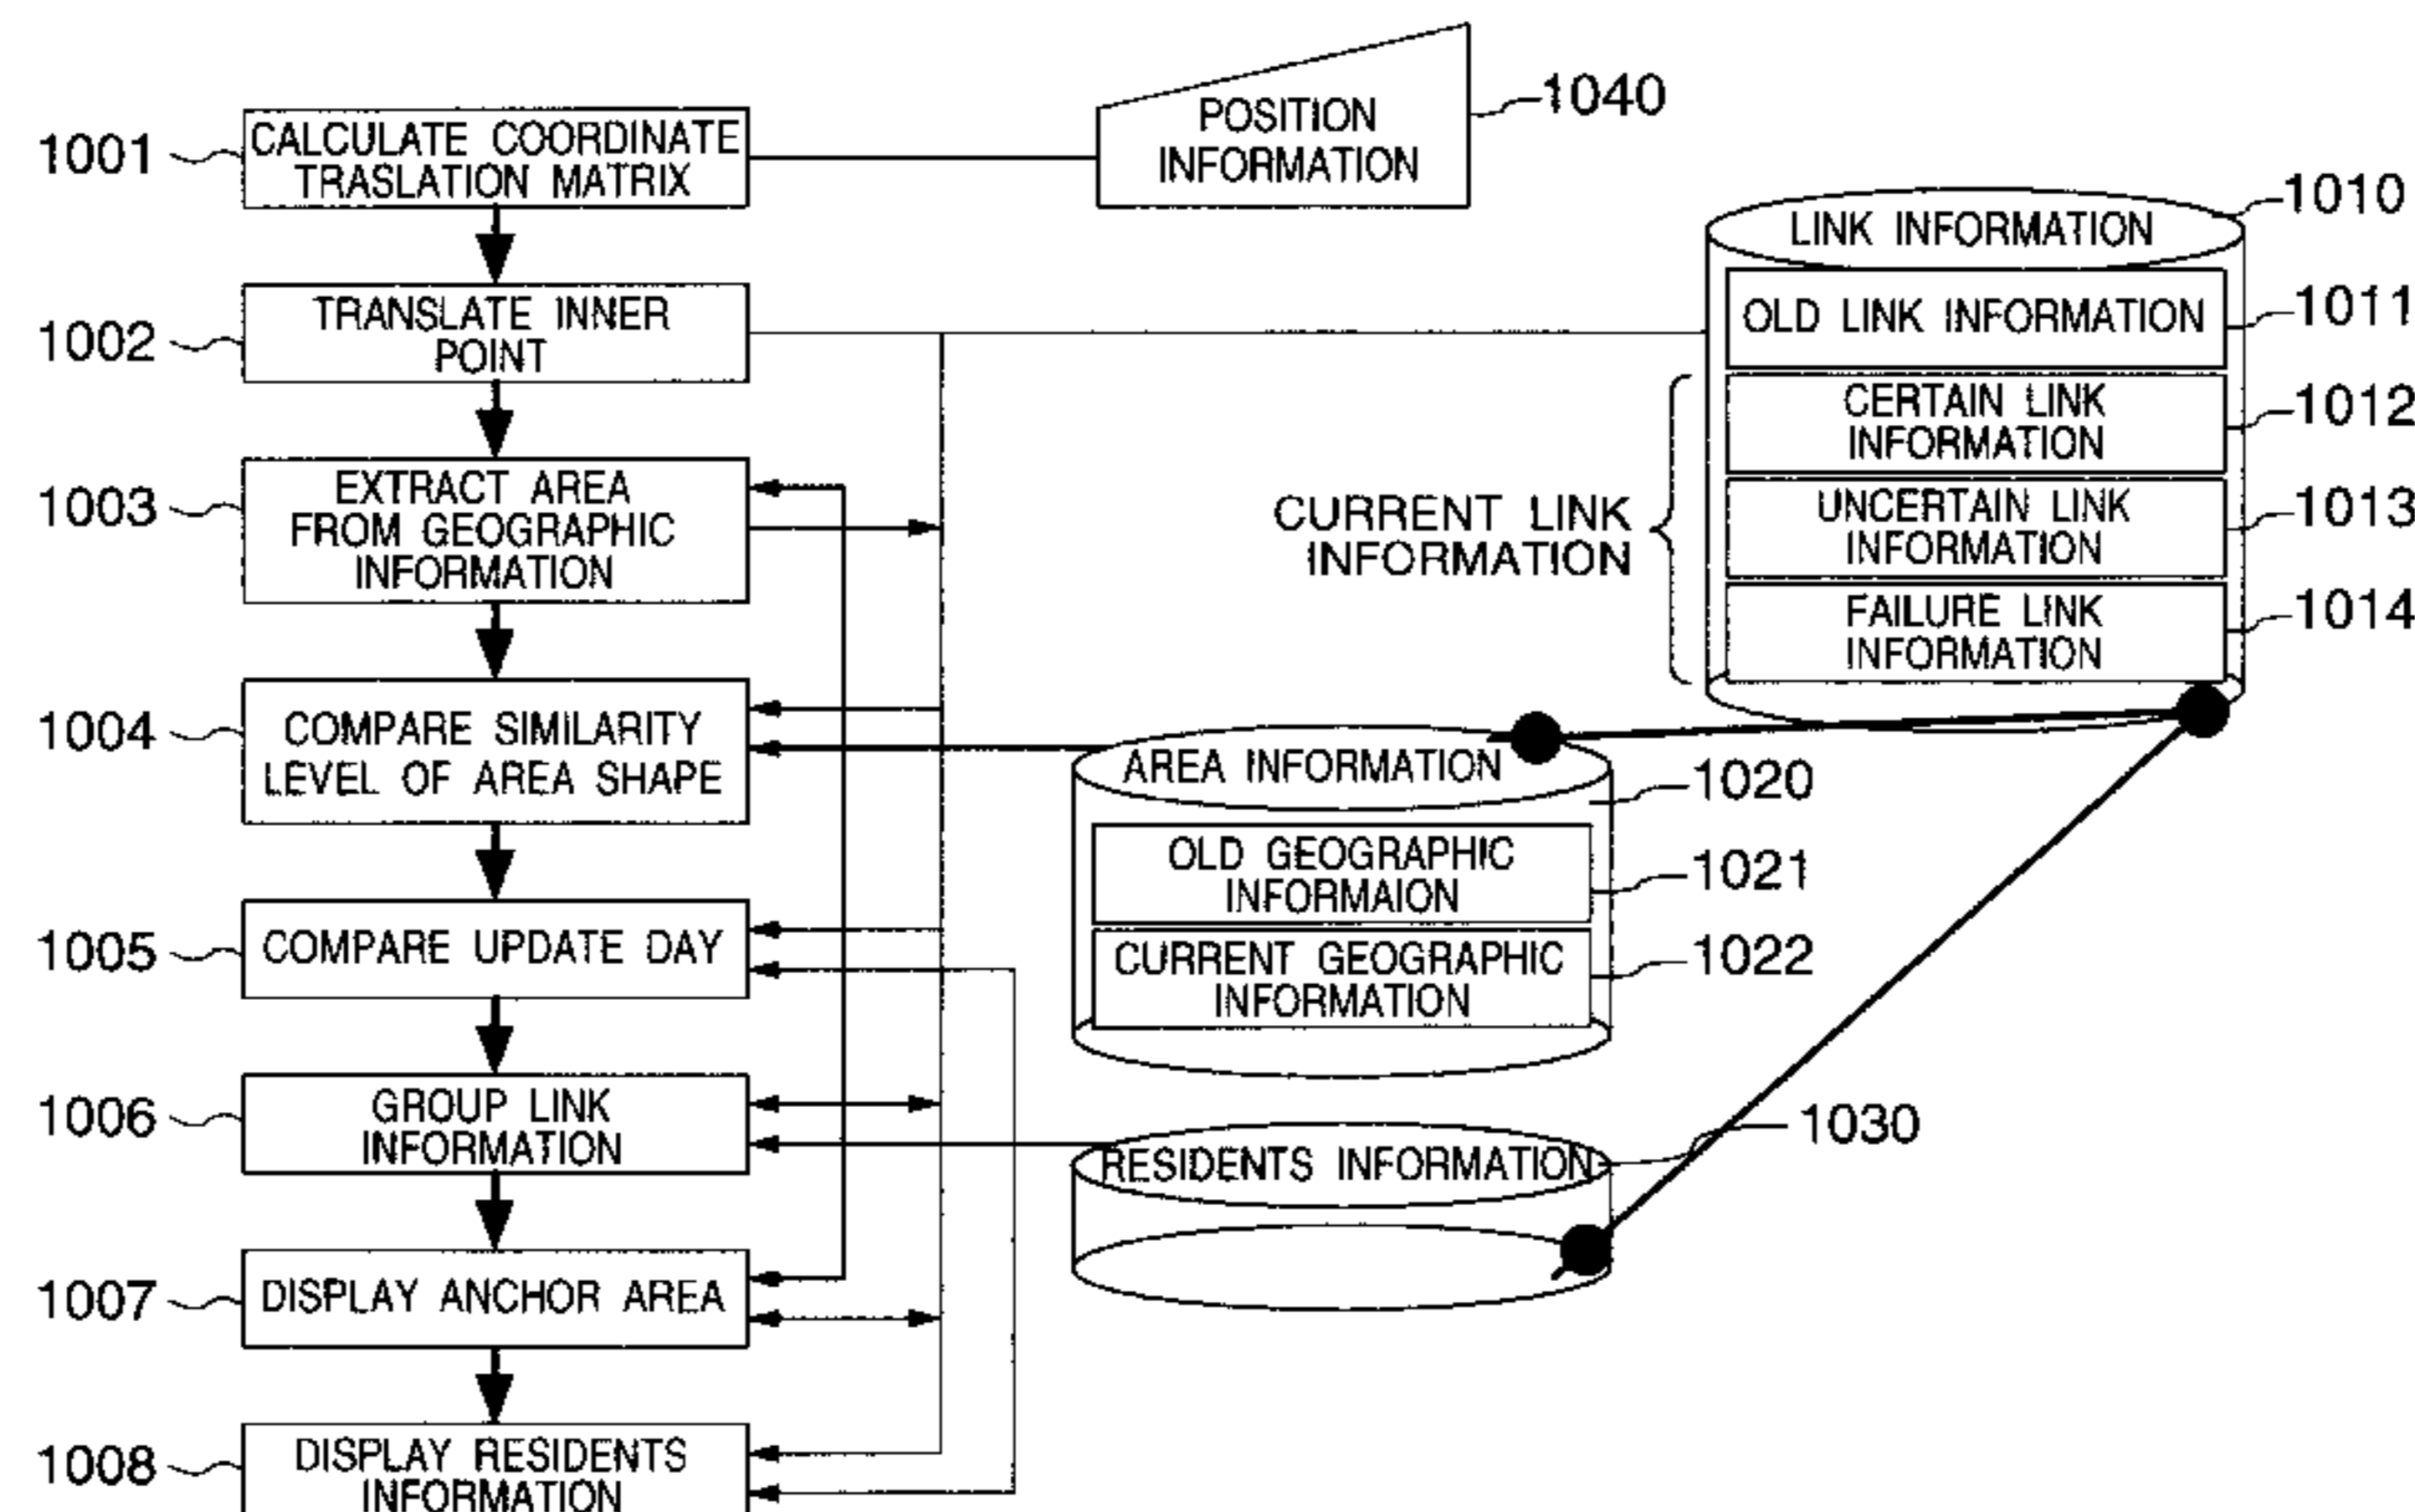 1001
CALCULATE COORDINATE
TRASLATION MATRIX
POSITION
INFORMATION
1040
1002
TRANSLATE INNER
POINT
LINK INFORMATION
1010
OLD LINK INFORMATION
1011
CERTAIN LINK
INFORMATION
1012
CURRENT LINK
INFORMATION
UNCERTAIN LINK
INFORMATION
1013
FAILURE LINK
INFORMATION
1014
1003
EXTRACT AREA
FROM GEOGRAPHIC
INFORMATION
1004
COMPARE SIMILARITY
LEVEL OF AREA SHAPE
AREA INFORMATION
1020
OLD GEOGRAPHIC
INFORMAION
1021
CURRENT GEOGRAPHIC
INFORMATION
1022
1005
COMPARE UPDATE DAY
1006
GROUP LINK
INFORMATION
RESIDENTS INFORMATION
1030
1007
DISPLAY ANCHOR AREA
1008
DISPLAY RESIDENTS
INFORMATION